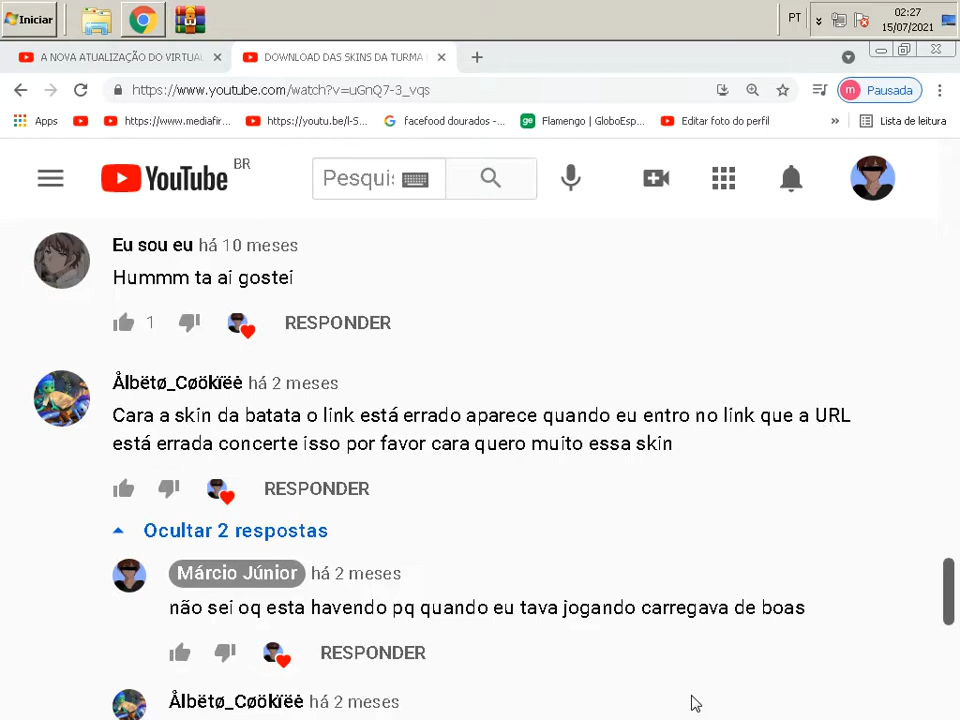 Iniciar
PT
02:27
15/07/2021
A NOVA ATUALIZAÇÃO DO VIRTUAL
DOWNLOAD DAS SKINS DA TURMA
https://www.youtube.com/watch?v=uGnQ7-3_vqs
m Pausada
Apps
https://www.mediafir...
https://youtu.be/l-S...
G facefood dourados -...
ge Flamengo | GloboEsp...
Editar foto do perfil
»
Lista de leitura
YouTube BR
Pesquis
Eu sou eu há 10 meses
Hummm ta ai gostei
1
RESPONDER
Ålbëtø_Cøökïëė há 2 meses
Cara a skin da batata o link está errado aparece quando eu entro no link que a URL
está errada concerte isso por favor cara quero muito essa skin
RESPONDER
Ocultar 2 respostas
Márcio Júnior há 2 meses
não sei oq esta havendo pq quando eu tava jogando carregava de boas
RESPONDER
Ålbëtø_Cøökïëė há 2 meses